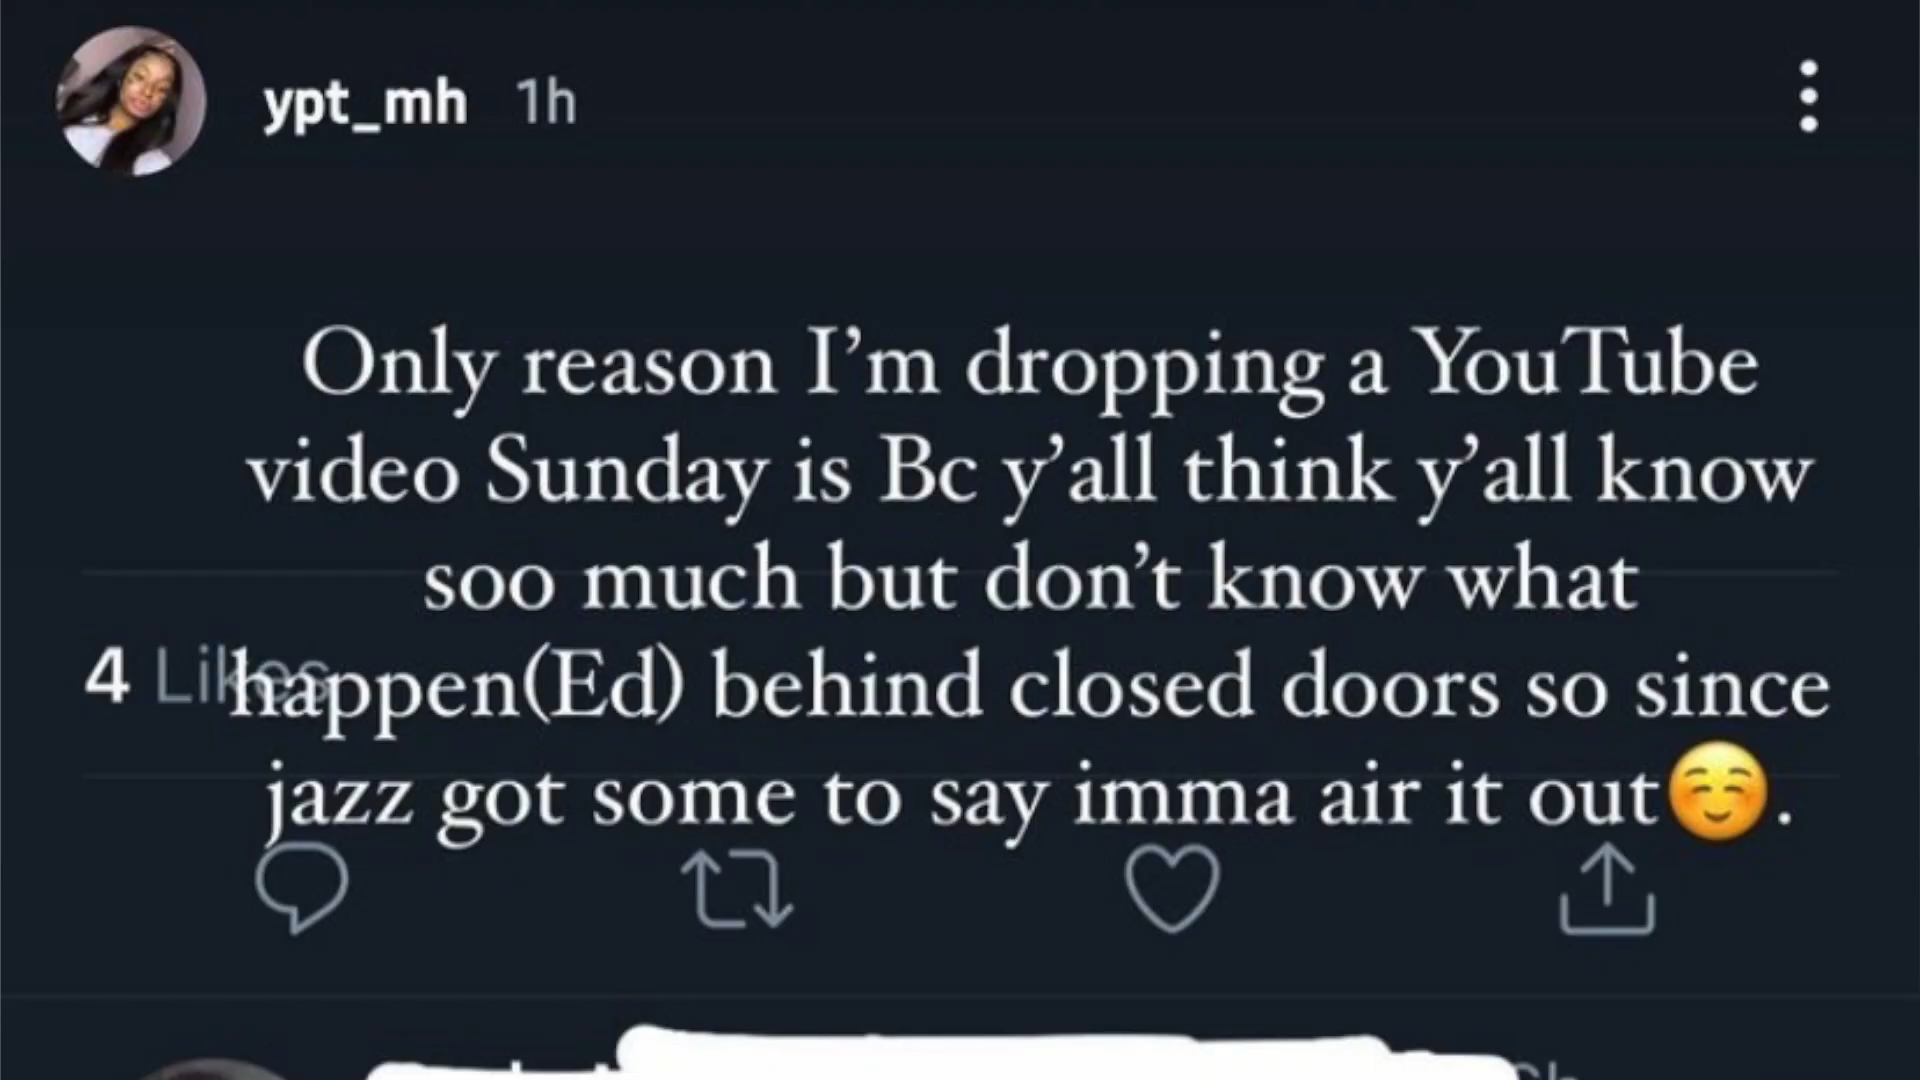 ypt_mh 1h
Only reason I’m dropping a YouTube
video Sunday is Bc y’all think y’all know
soo much but don’t know what
4 Likes
happen(Ed) behind closed doors so since
jazz got some to say imma air it out☺️.